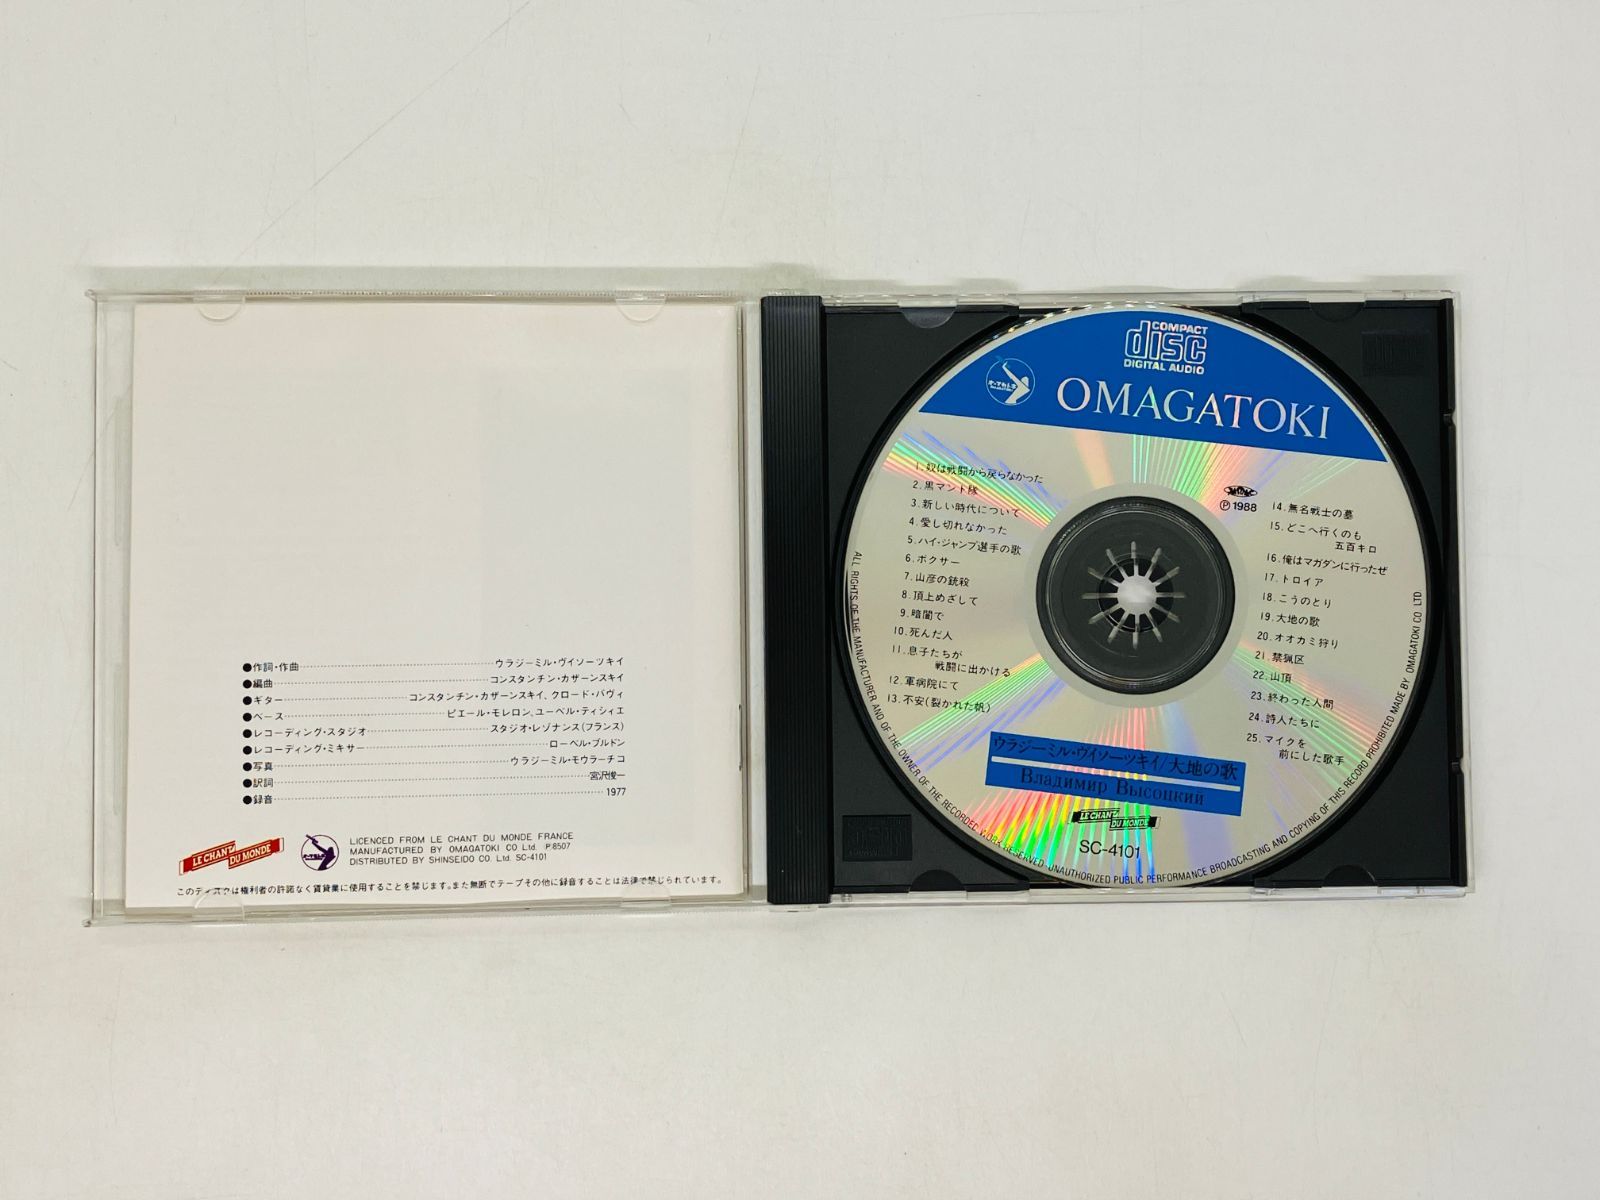 ●作詞・作曲……ウラジーミル・ヴイソーツキイ
●編曲……コンスタンチン・カザーンスキイ
●ギター……コンスタンチン・カザーンスキイ、クロード・パヴィ
●ベース……ピエール・モレロン、ユーベル・ティシィエ
●レコーディング・スタジオ……スタジオ・レゾナンス(フランス)
●レコーディング・ミキサー……ローベル・ブルドン
●写真……ウラジーミル・モウラーチコ
●訳詞……宮沢俊一
●録音……1977
LE CHANT
DU MONDE
LICENCED FROM LE CHANT DU MONDE FRANCE
MANUFACTURED BY OMAGATOKI CO Ltd. Ⓟ8507
DISTRIBUTED BY SHINSEIDO CO. Ltd. SC-4101
このディスクは権利者の許諾なく賃貸業に使用することを禁じます。また無断でテープその他に録音することは法律で禁じられています。
COMPACT
disc
DIGITAL AUDIO
OMAGATOKI
1.奴は戦闘から戻らなかった
2.黒マント隊
3.新しい時代について
4.愛し切れなかった
5.ハイ・ジャンプ選手の歌
6.ボクサー
7.山彦の銃殺
8.頂上めざして
9.暗闇で
10.死んだ人
11.息子たちが
戦闘に出かける
12.軍病院にて
13.不安(裂かれた帆)
Ⓟ1988
14.無名戦士の墓
15.どこへ行くのも
五百キロ
16.俺はマガダンに行ったぜ
17.トロイア
18.こうのとり
19.大地の歌
20.オオカミ狩り
21.禁猟区
22.山頂
23.終わった人間
24.詩人たちに
25.マイクを
前にした歌手
ウラジーミル・ヴイソーツキイ/大地の歌
Владимир Высоцкий
LE CHANT
DU MONDE
SC-4101
ALL RIGHTS OF THE MANUFACTURER AND OF THE OWNER OF THE RECORDED WORK RESERVED. UNAUTHORIZED PUBLIC PERFORMANCE BROADCASTING AND COPYING OF THIS RECORD PROHIBITED MADE BY OMAGATOKI CO LTD.